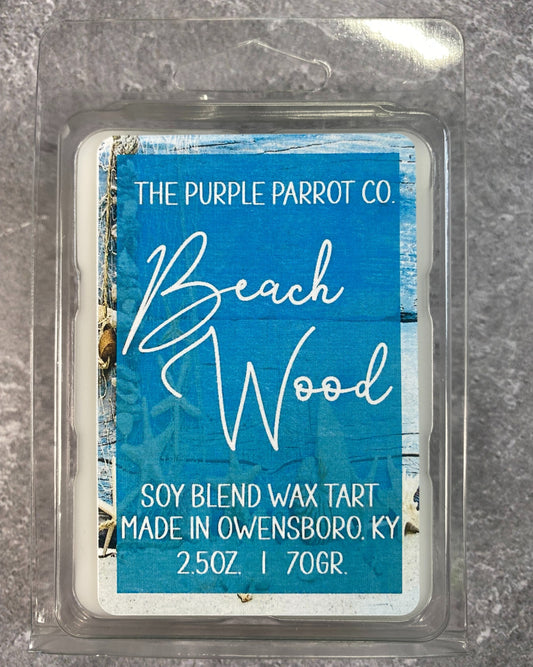 THE PURPLE PARROT CO.
Beach
Wood
SOY BLEND WAX TART
MADE IN OWENSBORO, KY
2.5OZ. | 70GR.